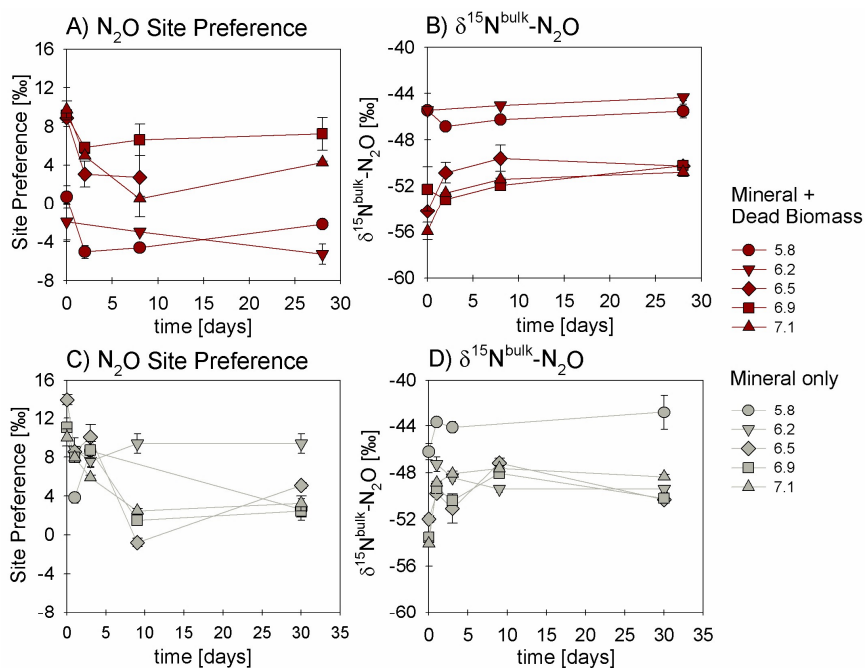 A) N₂O Site Preference
Site Preference [‰]
16
12
8
4
0
-4
-8
0 5 10 15 20 25 30
time [days]
B) δ¹⁵Nᵇᵘˡᵏ-N₂O
δ¹⁵Nᵇᵘˡᵏ-N₂O [‰]
-40
-44
-48
-52
-56
-60
0 5 10 15 20 25 30
time [days]
Mineral +
Dead Biomass
5.8
6.2
6.5
6.9
7.1
C) N₂O Site Preference
Site Preference [‰]
16
12
8
4
0
-4
-8
0 5 10 15 20 25 30 35
time [days]
D) δ¹⁵Nᵇᵘˡᵏ-N₂O
δ¹⁵Nᵇᵘˡᵏ-N₂O [‰]
-40
-44
-48
-52
-56
-60
0 5 10 15 20 25 30 35
time [days]
Mineral only
5.8
6.2
6.5
6.9
7.1